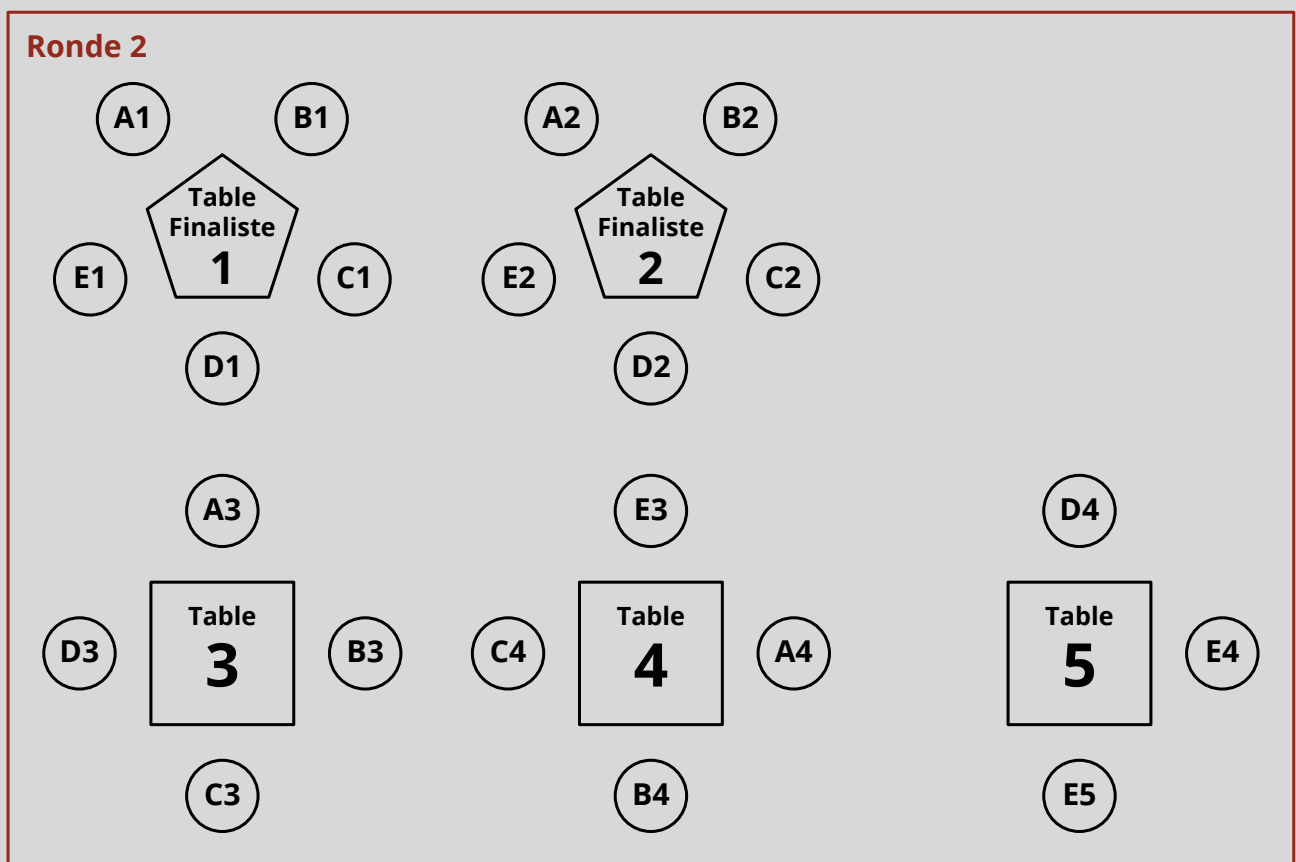 Ronde 2
A1
B1
A2
B2
Table
Finaliste
1
Table
Finaliste
2
E1
C1
E2
C2
D1
D2
A3
E3
D4
D3
Table
3
B3
C4
Table
4
A4
Table
5
E4
C3
B4
E5